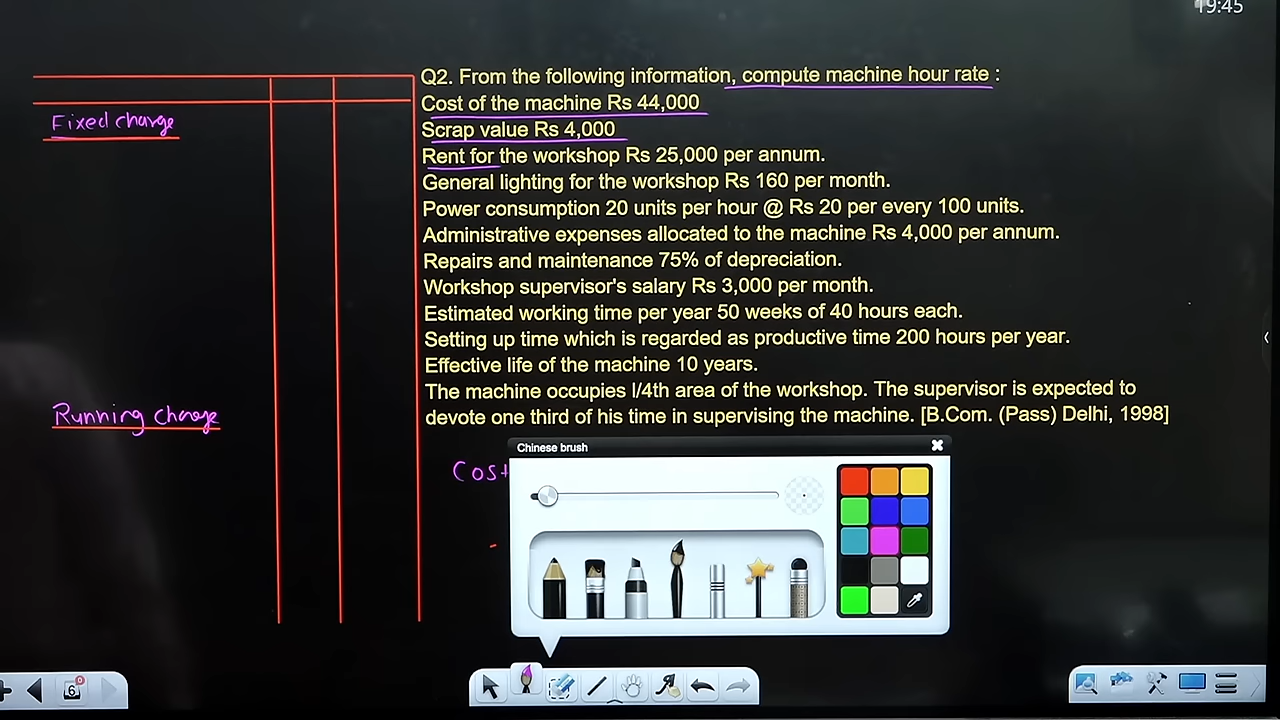 19:45
Q2. From the following information, compute machine hour rate :
Cost of the machine Rs 44,000
Scrap value Rs 4,000
Rent for the workshop Rs 25,000 per annum.
General lighting for the workshop Rs 160 per month.
Power consumption 20 units per hour @ Rs 20 per every 100 units.
Administrative expenses allocated to the machine Rs 4,000 per annum.
Repairs and maintenance 75% of depreciation.
Workshop supervisor's salary Rs 3,000 per month.
Estimated working time per year 50 weeks of 40 hours each.
Setting up time which is regarded as productive time 200 hours per year.
Effective life of the machine 10 years.
The machine occupies I/4th area of the workshop. The supervisor is expected to
devote one third of his time in supervising the machine. [B.Com. (Pass) Delhi, 1998]
Fixed charge
Running charge
Cost
Chinese brush
6
0